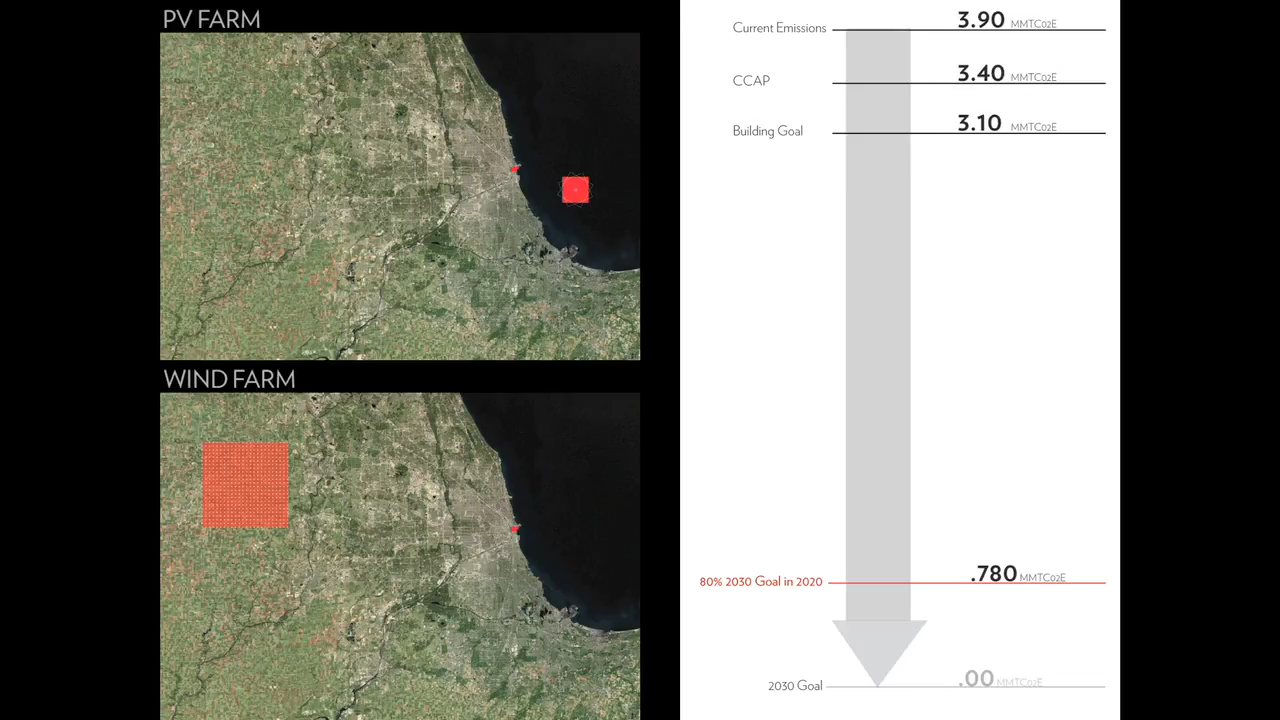 PV FARM
WIND FARM
Current Emissions 3.90 MMTCO2E
CCAP 3.40 MMTCO2E
Building Goal 3.10 MMTCO2E
80% 2030 Goal in 2020 .780 MMTCO2E
2030 Goal .00 MMTCO2E